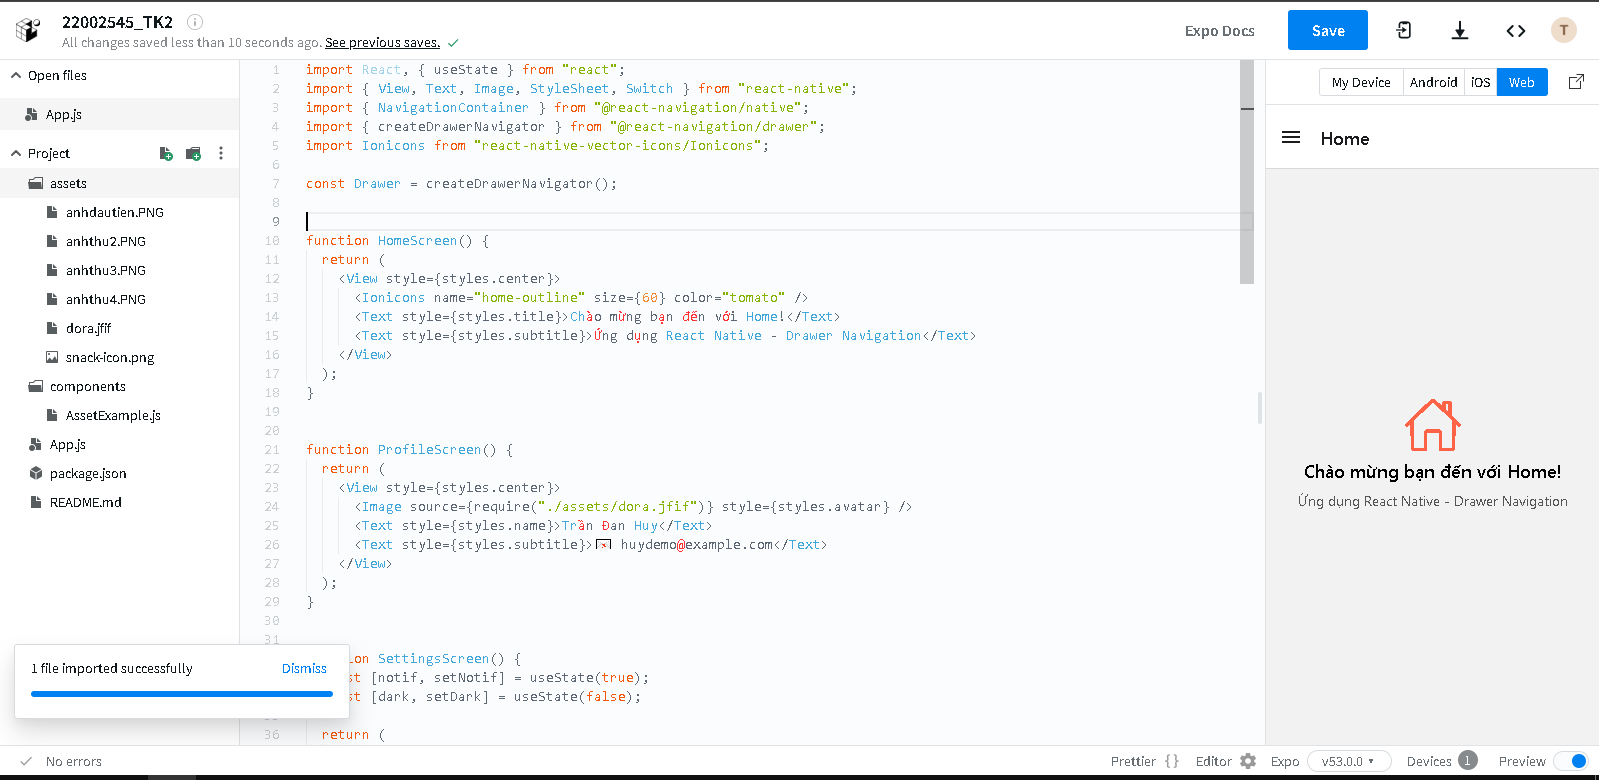 22002545_TK2
All changes saved less than 10 seconds ago. See previous saves.
Expo Docs
Save
T
Open files
App.js
Project
assets
anhdautien.PNG
anhthu2.PNG
anhthu3.PNG
anhthu4.PNG
dora.jfif
snack-icon.png
components
AssetExample.js
App.js
package.json
README.md
1 import React, { useState } from "react";
2 import { View, Text, Image, StyleSheet, Switch } from "react-native";
3 import { NavigationContainer } from "@react-navigation/native";
4 import { createDrawerNavigator } from "@react-navigation/drawer";
5 import Ionicons from "react-native-vector-icons/Ionicons";
6
7 const Drawer = createDrawerNavigator();
8
9
10 function HomeScreen() {
11 return (
12 <View style={styles.center}>
13 <Ionicons name="home-outline" size={60} color="tomato" />
14 <Text style={styles.title}>Chào mừng bạn đến với Home!</Text>
15 <Text style={styles.subtitle}>Ứng dụng React Native - Drawer Navigation</Text>
16 </View>
17 );
18 }
19
20
21 function ProfileScreen() {
22 return (
23 <View style={styles.center}>
24 <Image source={require("./assets/dora.jfif")} style={styles.avatar} />
25 <Text style={styles.name}>Trần Đan Huy</Text>
26 <Text style={styles.subtitle}>✉️ huydemo@example.com</Text>
27 </View>
28 );
29 }
30
31
on SettingsScreen() {
st [notif, setNotif] = useState(true);
st [dark, setDark] = useState(false);
36 return (
1 file imported successfully
Dismiss
My Device
Android
iOS
Web
Home
Chào mừng bạn đến với Home!
Ứng dụng React Native - Drawer Navigation
No errors
Prettier { }
Editor
Expo
v53.0.0
Devices
1
Preview